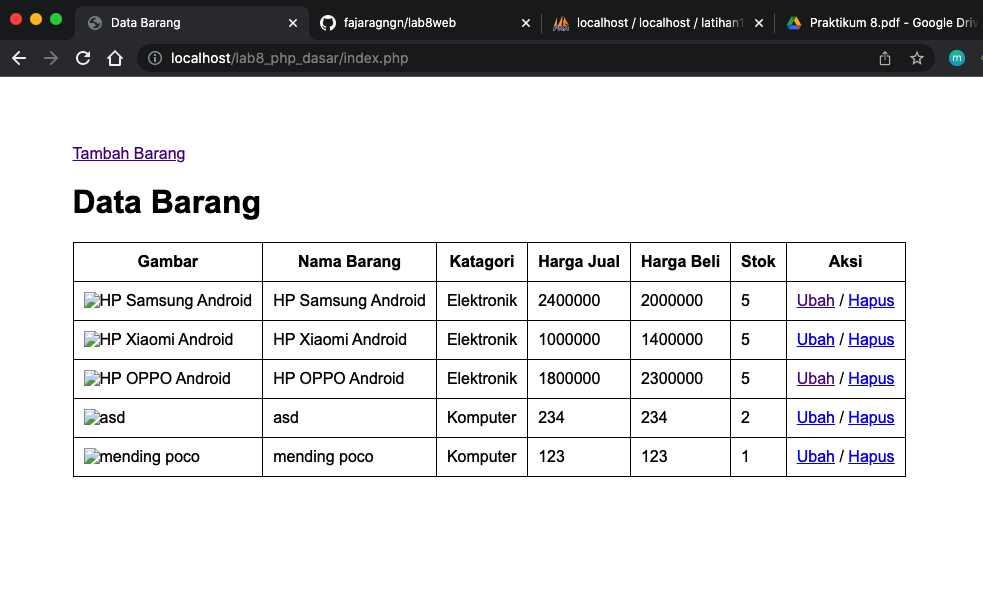 Data Barang
fajaragngn/lab8web
localhost / localhost / latihan1
Praktikum 8.pdf - Google Driv
localhost/lab8_php_dasar/index.php
m
Tambah Barang
Data Barang
Gambar Nama Barang Katagori Harga Jual Harga Beli Stok Aksi
HP Samsung Android HP Samsung Android Elektronik 2400000 2000000 5 Ubah / Hapus
HP Xiaomi Android HP Xiaomi Android Elektronik 1000000 1400000 5 Ubah / Hapus
HP OPPO Android HP OPPO Android Elektronik 1800000 2300000 5 Ubah / Hapus
asd asd Komputer 234 234 2 Ubah / Hapus
mending poco mending poco Komputer 123 123 1 Ubah / Hapus